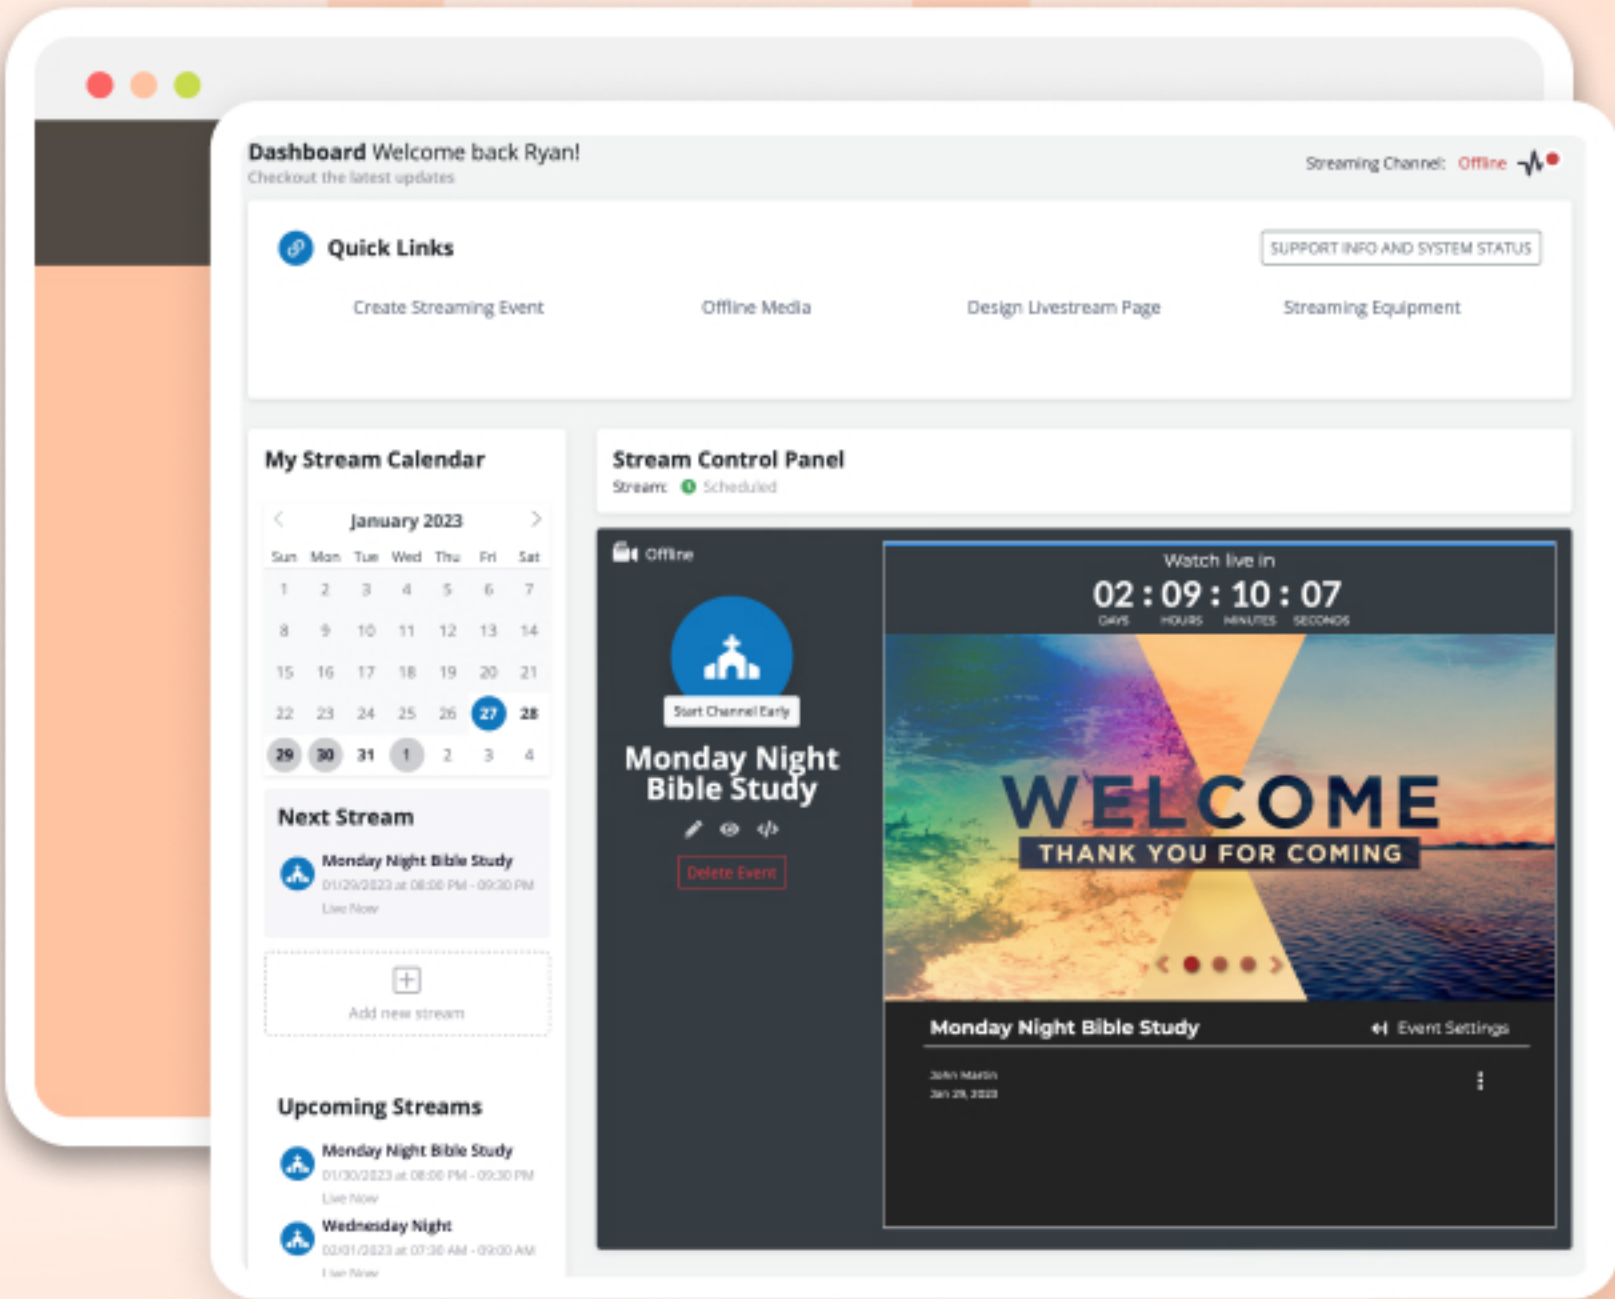 Dashboard Welcome back Ryan!
Checkout the latest updates
Streaming Channel: Offline
Quick Links
SUPPORT INFO AND SYSTEM STATUS
Create Streaming Event
Offline Media
Design Livestream Page
Streaming Equipment
My Stream Calendar
January 2023
Sun Mon Tue Wed Thu Fri Sat
1 2 3 4 5 6 7
8 9 10 11 12 13 14
15 16 17 18 19 20 21
22 23 24 25 26 27 28
29 30 31 1 2 3 4
Next Stream
Monday Night Bible Study
01/29/2023 at 08:00 PM - 09:30 PM
Live Now
Add new stream
Upcoming Streams
Monday Night Bible Study
01/30/2023 at 08:00 PM - 09:30 PM
Live Now
Wednesday Night
02/01/2023 at 07:30 AM - 09:00 AM
Live Now
Stream Control Panel
Stream: Scheduled
Offline
Start Channel Early
Monday Night
Bible Study
Delete Event
Watch live in
02 : 09 : 10 : 07
DAYS HOURS MINUTES SECONDS
WELCOME
THANK YOU FOR COMING
Monday Night Bible Study
Event Settings
John Martin
Jan 29, 2023